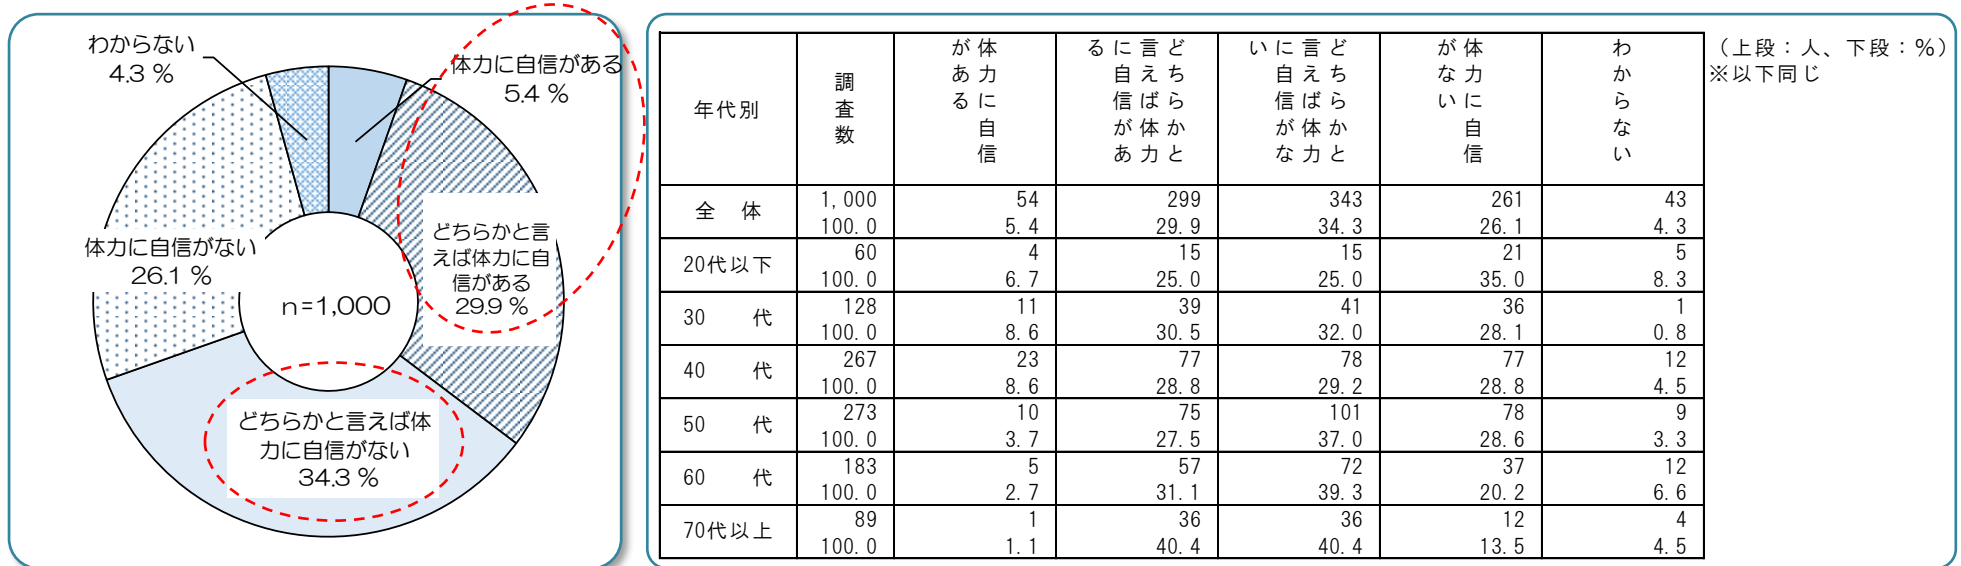 わからない
4.3 %
体力に自信がある
5.4 %
どちらかと言
えば体力に自
信がある
29.9 %
体力に自信がない
26.1 %
n=1,000
どちらかと言えば体
力に自信がない
34.3 %
年代別 調査数 体力に自信がある どちらかと言えば体力に自信がある どちらかと言えば体力に自信がない 体力に自信がない わからない
(上段：人、下段：%)
※以下同じ
全 体 1,000 54 299 343 261 43
100.0 5.4 29.9 34.3 26.1 4.3
20代以下 60 4 15 15 21 5
100.0 6.7 25.0 25.0 35.0 8.3
30 代 128 11 39 41 36 1
100.0 8.6 30.5 32.0 28.1 0.8
40 代 267 23 77 78 77 12
100.0 8.6 28.8 29.2 28.8 4.5
50 代 273 10 75 101 78 9
100.0 3.7 27.5 37.0 28.6 3.3
60 代 183 5 57 72 37 12
100.0 2.7 31.1 39.3 20.2 6.6
70代以上 89 1 36 36 12 4
100.0 1.1 40.4 40.4 13.5 4.5